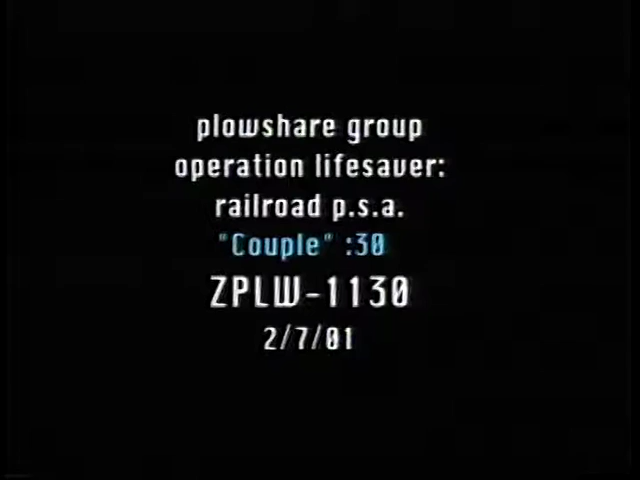 plowshare group
operation lifesaver:
railroad p.s.a.
"Couple" :30
ZPLW-1130
2/7/01